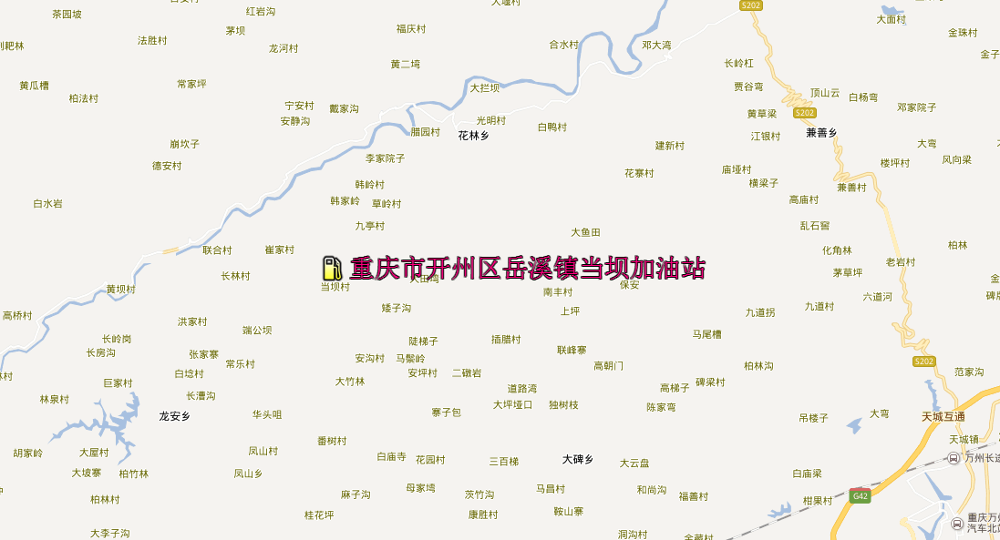 大堰村
S202
茶园坡
红岩沟
大面村
茅坝
福庆村
金珠村
法胜村
龙河村
合水村
邓大湾
黄二塆
长岭杠
黄瓜槽
常家坪
大拦坝
贾谷弯
顶山云
白杨弯
柏法村
宁安村
戴家沟
黄草梁
S202
邓家院子
安静沟
光明村
白鸭村
腊园村
花林乡
江银村
兼善乡
崩坎子
建新村
大弯
德安村
李家院子
花寨村
庙垭村
楼坪村
风向梁
韩岭村
横梁子
兼善村
白水岩
韩家岭
草岭村
高庙村
九亭村
大鱼田
乱石窖
联合村
崔家村
化角林
柏林
重庆市开州区岳溪镇当坝加油站
老岩村
长林村
茅草坪
当坝村
保安
黄坝村
南丰村
六道河
矮子沟
上坪
九道拐
九道村
高桥村
洪家村
端公坝
马尾槽
长岭岗
陡梯子
插腊村
长房沟
张家寨
安沟村
马鬃岭
联峰寨
S202
常乐村
高朝门
柏林沟
白埝村
安坪村
二礅岩
范家沟
巨家村
大竹林
道路湾
高梯子
碑梁村
林泉村
长漕沟
大坪垭口
独树枝
陈家弯
龙安乡
华头咀
寨子包
吊楼子
大弯
天城互通
番树村
天城镇
胡家岭
大屋村
凤山村
白庙寺
花园村
三百梯
大碑乡
大云盘
大坡寨
柏竹林
凤山乡
白庙梁
麻子沟
母家塆
茨竹沟
马昌村
和尚沟
福善村
G42
柑果村
柏林村
桂花坪
康胜村
鞍山寨
大李子沟
洞沟村